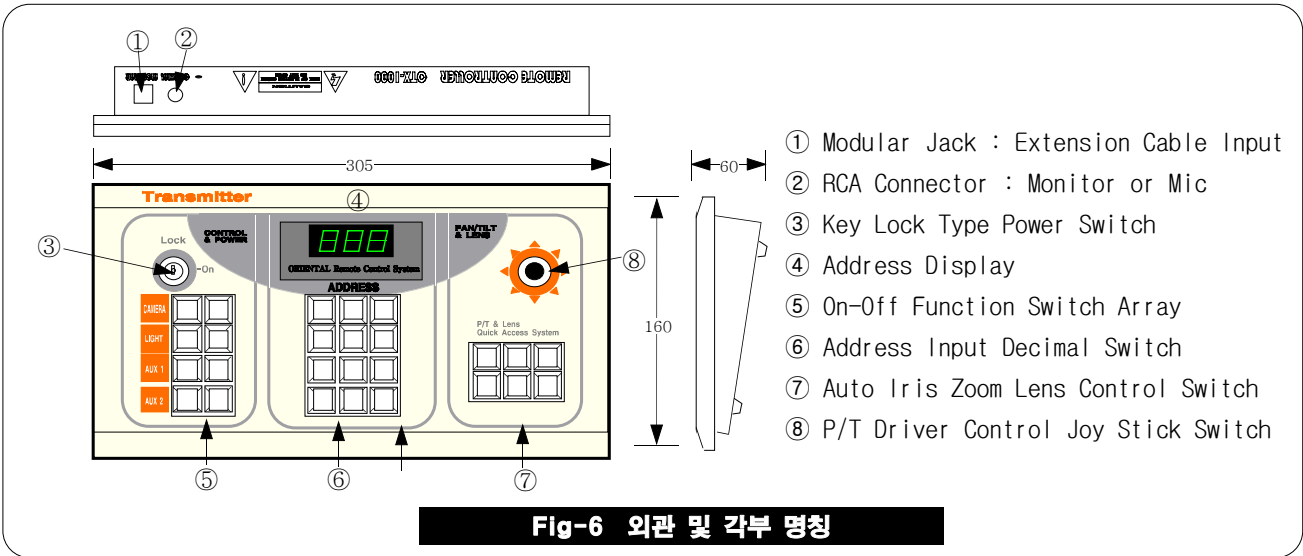 ① ②
REMOTE CONTROLLER OTX-1030
305
60
Transmitter
④
③
Lock
CONTROL
& POWER
-On
888
ORIENTAL Remote Control System
ADDRESS
PAN/TILT
& LENS
⑧
CAMERA
LIGHT
AUX 1
AUX 2
P/T & Lens
Quick Access System
160
⑤ ⑥ ⑦
① Modular Jack : Extension Cable Input
② RCA Connector : Monitor or Mic
③ Key Lock Type Power Switch
④ Address Display
⑤ On-Off Function Switch Array
⑥ Address Input Decimal Switch
⑦ Auto Iris Zoom Lens Control Switch
⑧ P/T Driver Control Joy Stick Switch
Fig-6 외관 및 각부 명칭